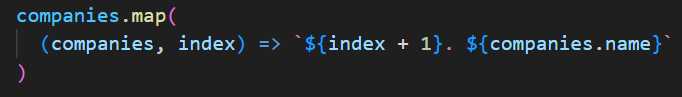 companies.map(
(companies, index) => `${index + 1}. ${companies.name}`
)